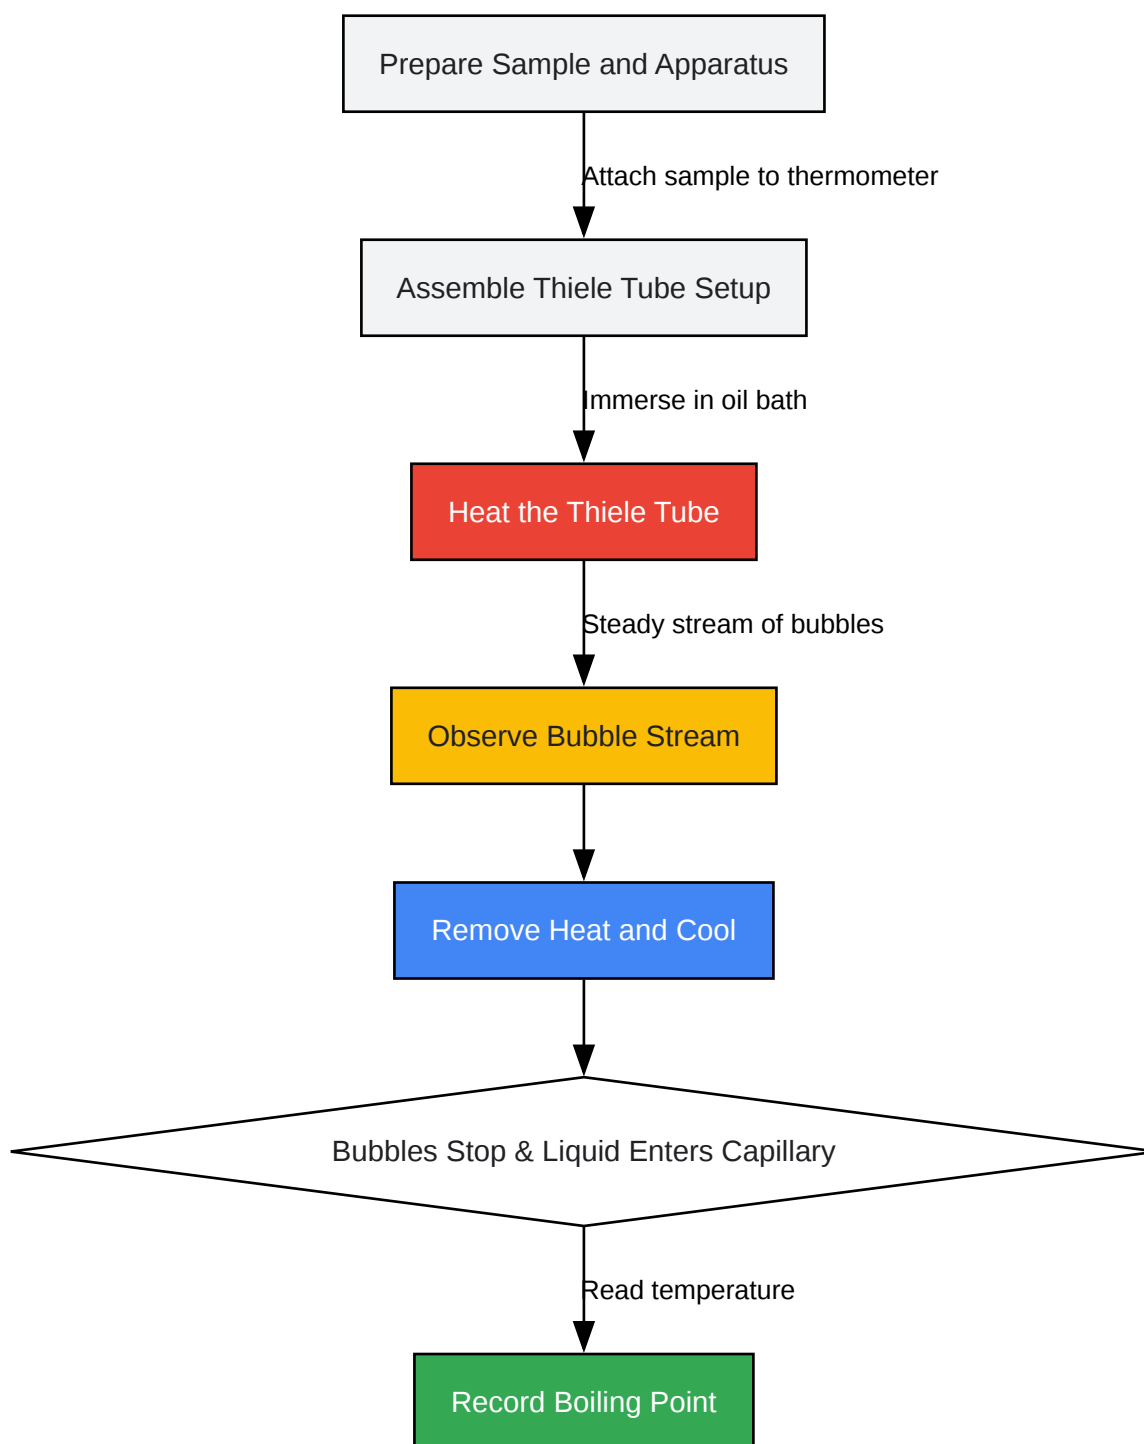 Prepare Sample and Apparatus
Attach sample to thermometer
Assemble Thiele Tube Setup
Immerse in oil bath
Heat the Thiele Tube
Steady stream of bubbles
Observe Bubble Stream
Remove Heat and Cool
Bubbles Stop & Liquid Enters Capillary
Read temperature
Record Boiling Point